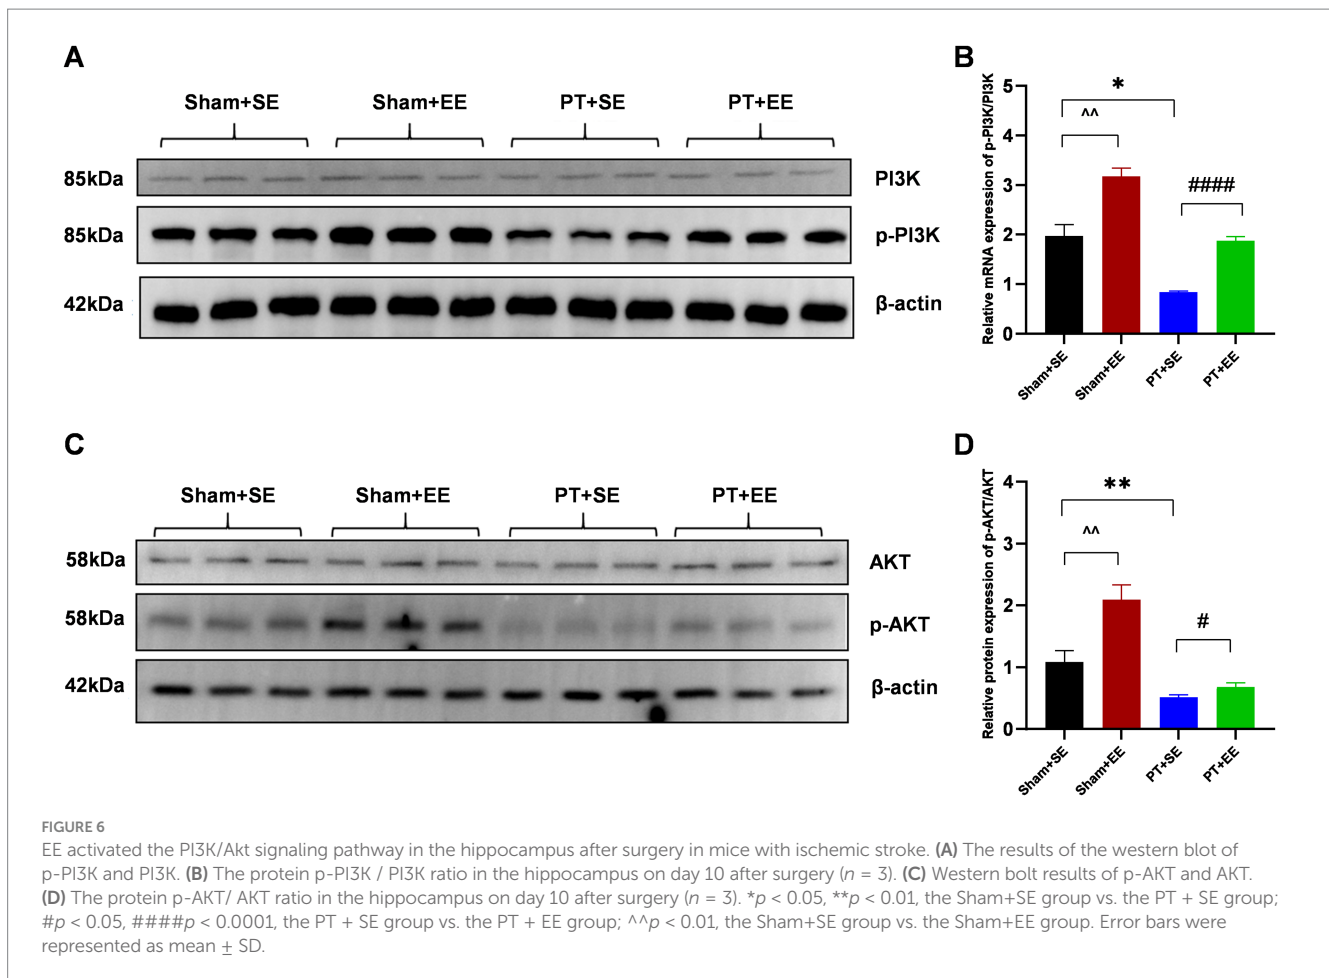 A
Sham+SE Sham+EE PT+SE PT+EE
85kDa PI3K
85kDa p-PI3K
42kDa β-actin
B
Relative mRNA expression of p-PI3K/PI3K
5
4
3
2
1
0
*
^^
####
Sham+SE Sham+EE PT+SE PT+EE
C
Sham+SE Sham+EE PT+SE PT+EE
58kDa AKT
58kDa p-AKT
42kDa β-actin
D
Relative protein expression of p-AKT/AKT
4
3
2
1
0
**
^^
#
Sham+SE Sham+EE PT+SE PT+EE
FIGURE 6
EE activated the PI3K/Akt signaling pathway in the hippocampus after surgery in mice with ischemic stroke. (A) The results of the western blot of
p-PI3K and PI3K. (B) The protein p-PI3K / PI3K ratio in the hippocampus on day 10 after surgery (n = 3). (C) Western bolt results of p-AKT and AKT.
(D) The protein p-AKT/ AKT ratio in the hippocampus on day 10 after surgery (n = 3). *p < 0.05, **p < 0.01, the Sham+SE group vs. the PT + SE group;
#p < 0.05, ####p < 0.0001, the PT + SE group vs. the PT + EE group; ^^p < 0.01, the Sham+SE group vs. the Sham+EE group. Error bars were
represented as mean ± SD.